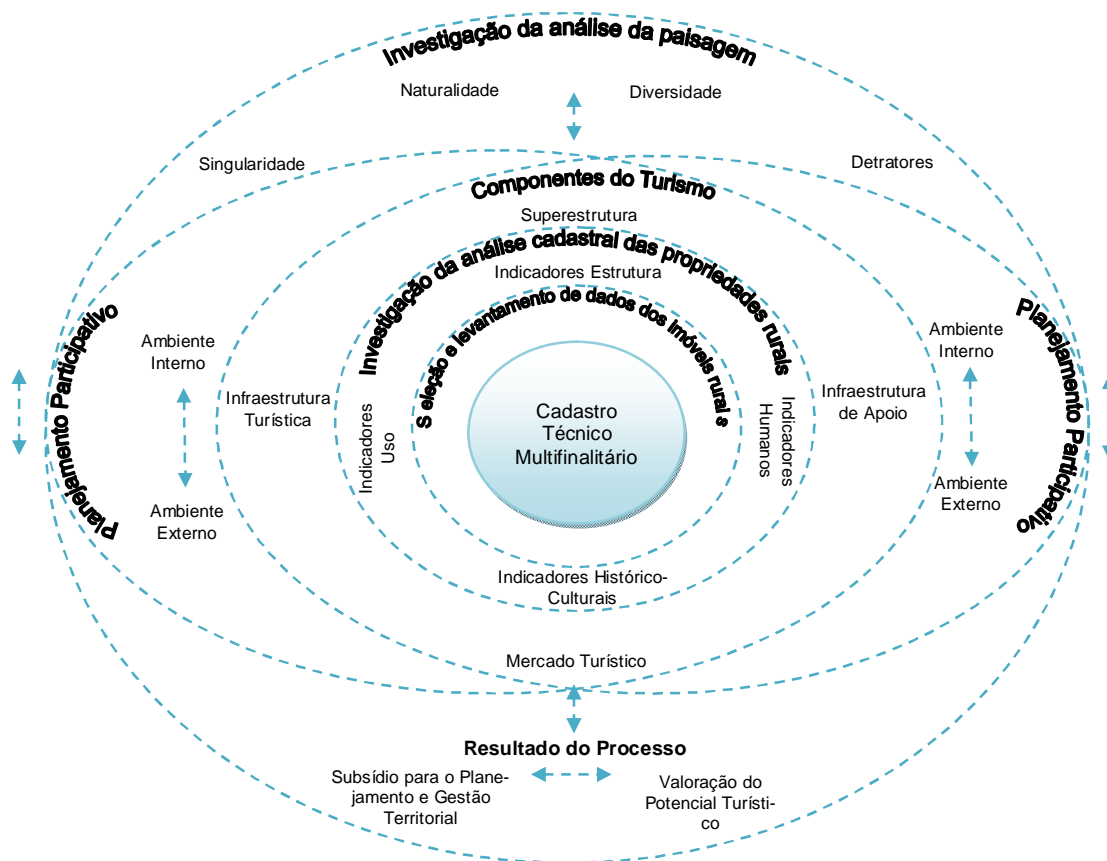 Investigação da análise da paisagem
Naturalidade
Diversidade
Singularidade
Detratores
Componentes do Turismo
Superestrutura
Investigação da análise cadastral das propriedades rurais
Indicadores Estrutura
S eleção e levantamento de dados dos imóveis rural s
Planejamento Participativo
Ambiente
Interno
Ambiente
Externo
Infraestrutura
Turística
Indicadores
Uso
Cadastro
Técnico
Multifinalitário
Indicadores
Humanos
Infraestrutura
de Apoio
Ambiente
Interno
Ambiente
Externo
Planejamento Participativo
Indicadores Histórico-
Culturais
Mercado Turístico
Resultado do Processo
Subsídio para o Plane-
jamento e Gestão
Territorial
Valoração do
Potencial Turísti-
co